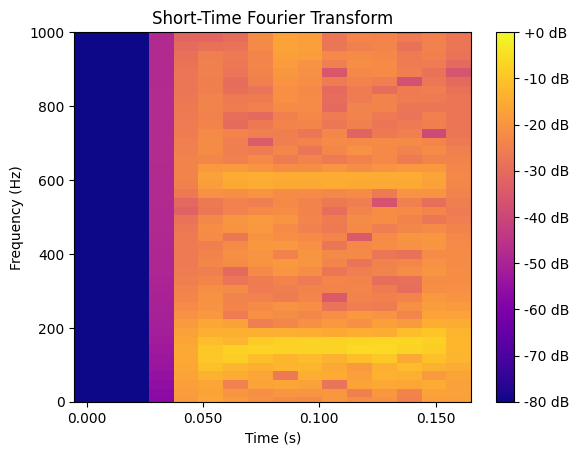 Short-Time Fourier Transform
1000
800
600
400
200
0
Frequency (Hz)
0.000
0.050
0.100
0.150
Time (s)
+0 dB
-10 dB
-20 dB
-30 dB
-40 dB
-50 dB
-60 dB
-70 dB
-80 dB